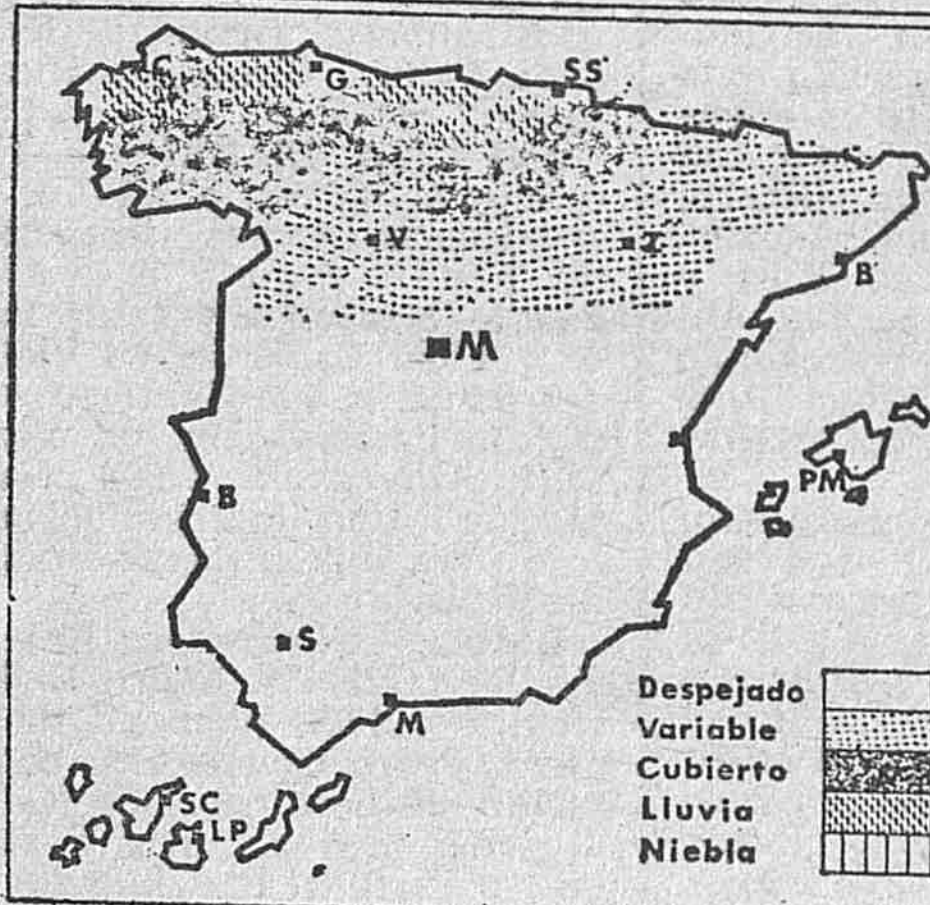 C
G
SS
V
Z
B
M
PM
B
S
M
SC
LP
Despejado
Variable
Cubierto
Lluvia
Niebla